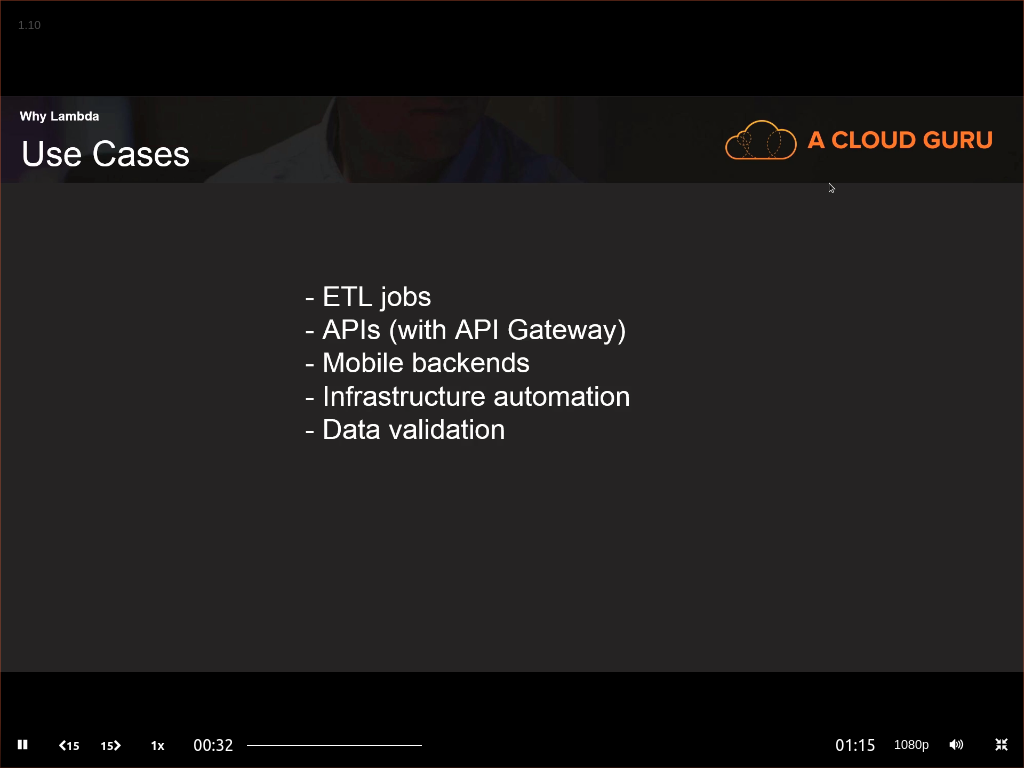 1.10
Why Lambda
Use Cases
A CLOUD GURU
- ETL jobs
- APIs (with API Gateway)
- Mobile backends
- Infrastructure automation
- Data validation
15 15 1x 00:32 01:15 1080p